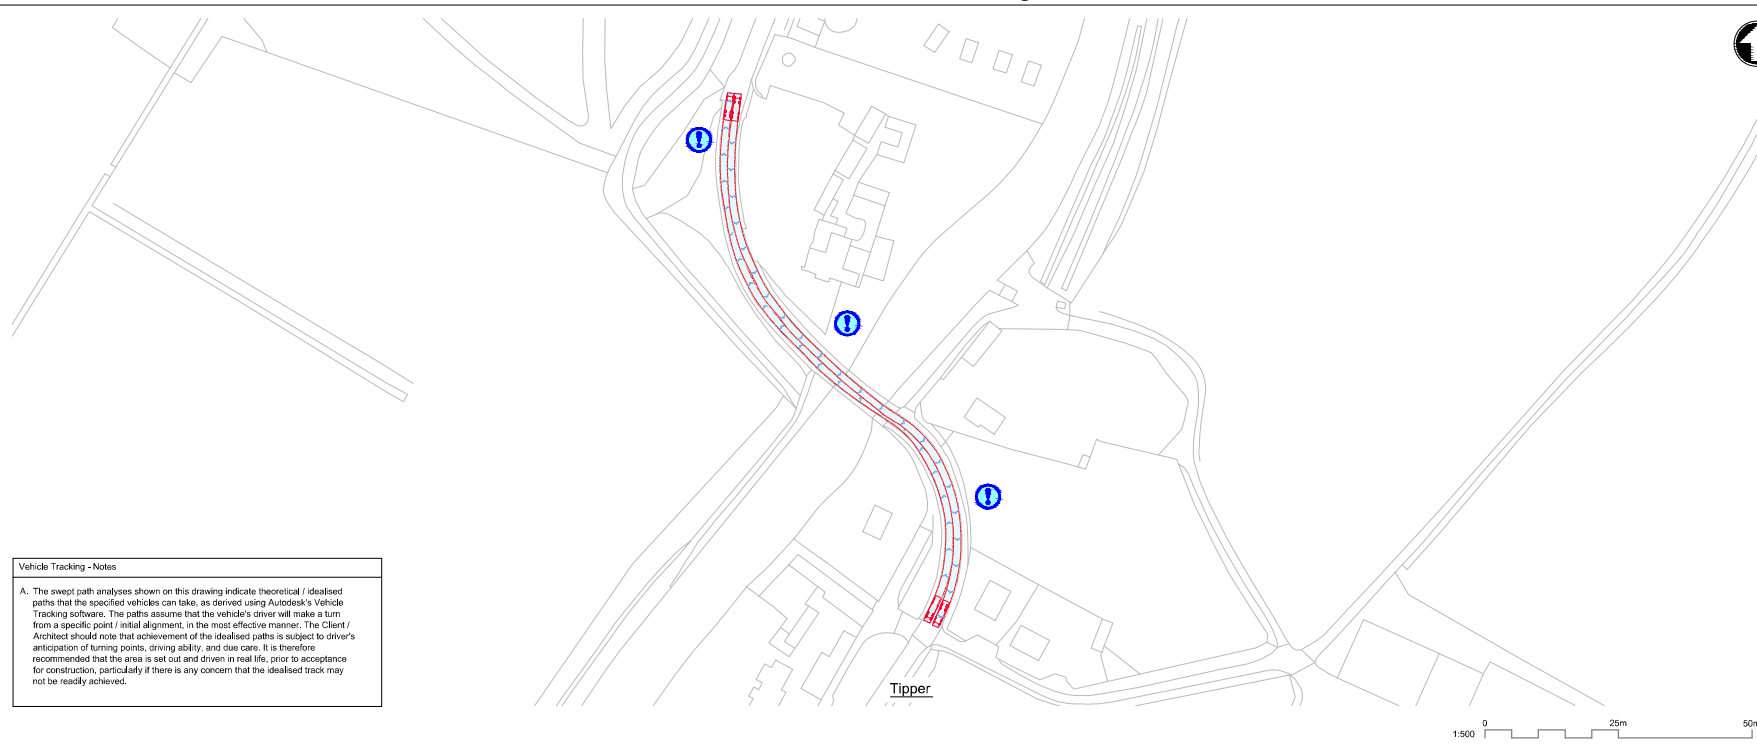 Vehicle Tracking - Notes
A. The swept path analyses shown on this drawing indicate theoretical / idealised
paths that the specified vehicles can take, as derived using Autodesk's Vehicle
Tracking software. The paths assume that the vehicle's driver will make a turn
from a specific point / initial alignment, in the most effective manner. The Client /
Architect should note that achievement of the idealised paths is subject to driver's
anticipation of turning points, driving ability, and due care. It is therefore
recommended that the area is set out and driven in real life, prior to acceptance
for construction, particularly if there is any concern that the idealised track may
not be readily achieved.
Tipper
0 25m 50m
1:500